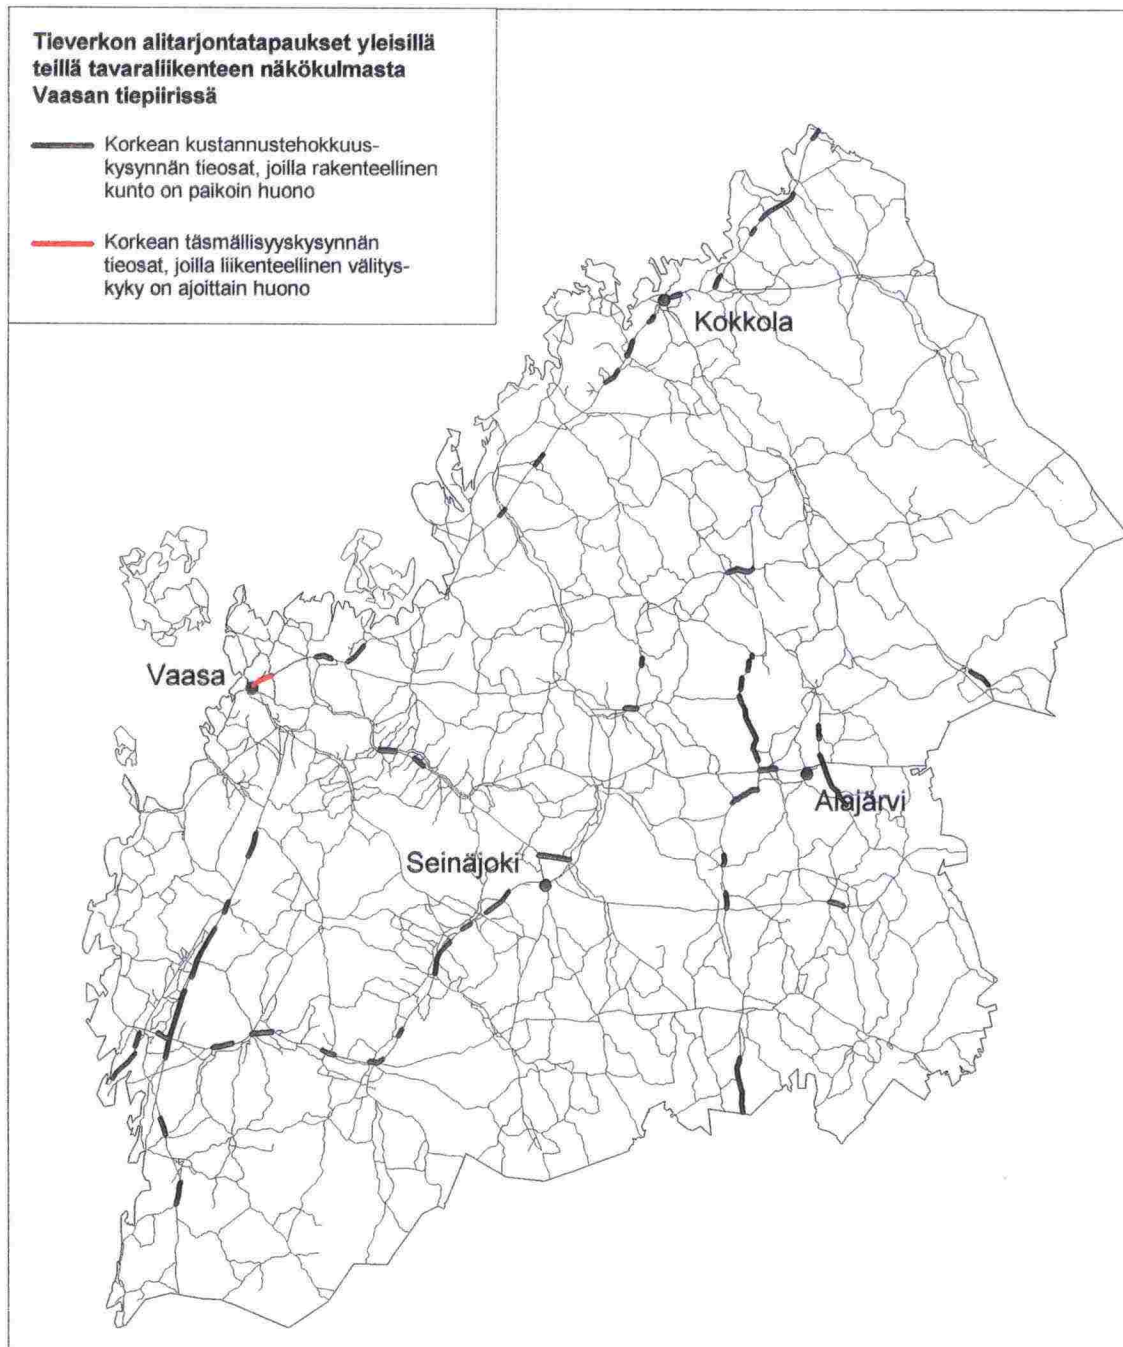 Tieverkon alitarjontatapaukset yleisillä
teillä tavaraliikenteen näkökulmasta
Vaasan tiepiirissä
Korkean kustannustehokkuus-
kysynnän tieosat, joilla rakenteellinen
kunto on paikoin huono
Korkean täsmällisyyskysynnän
tieosat, joilla liikenteellinen välitys-
kyky on ajoittain huono
Kokkola
Vaasa
Alajärvi
Seinäjoki